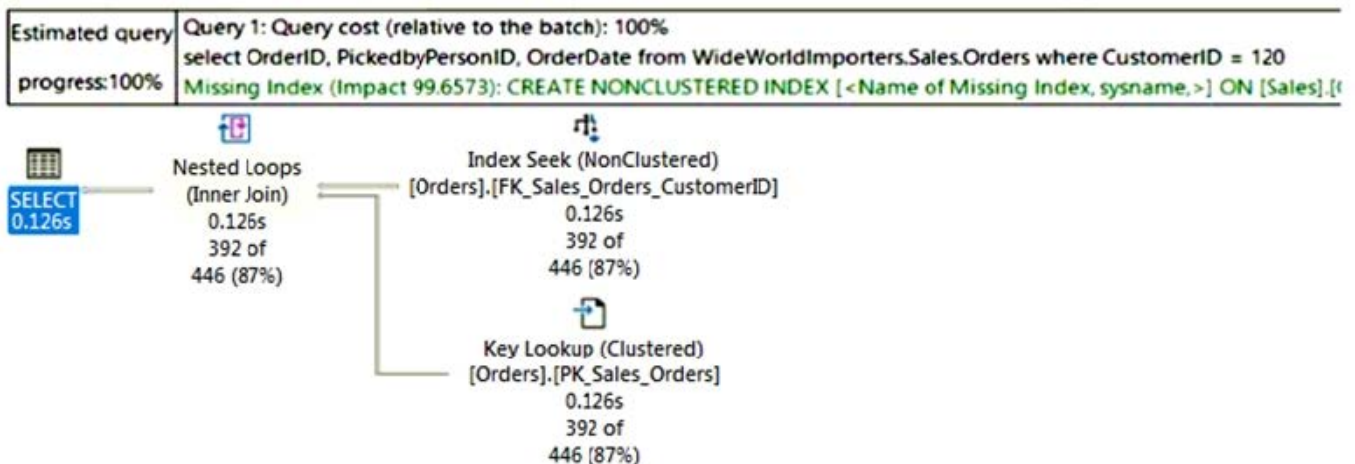 Estimated query
progress:100%
Query 1: Query cost (relative to the batch): 100%
select OrderID, PickedbyPersonID, OrderDate from WideWorldImporters.Sales.Orders where CustomerID = 120
Missing Index (Impact 99.6573): CREATE NONCLUSTERED INDEX [<Name of Missing Index, sysname,>] ON [Sales].[
SELECT
0.126s
Nested Loops
(Inner Join)
0.126s
392 of
446 (87%)
Index Seek (NonClustered)
[Orders].[FK_Sales_Orders_CustomerID]
0.126s
392 of
446 (87%)
Key Lookup (Clustered)
[Orders].[PK_Sales_Orders]
0.126s
392 of
446 (87%)